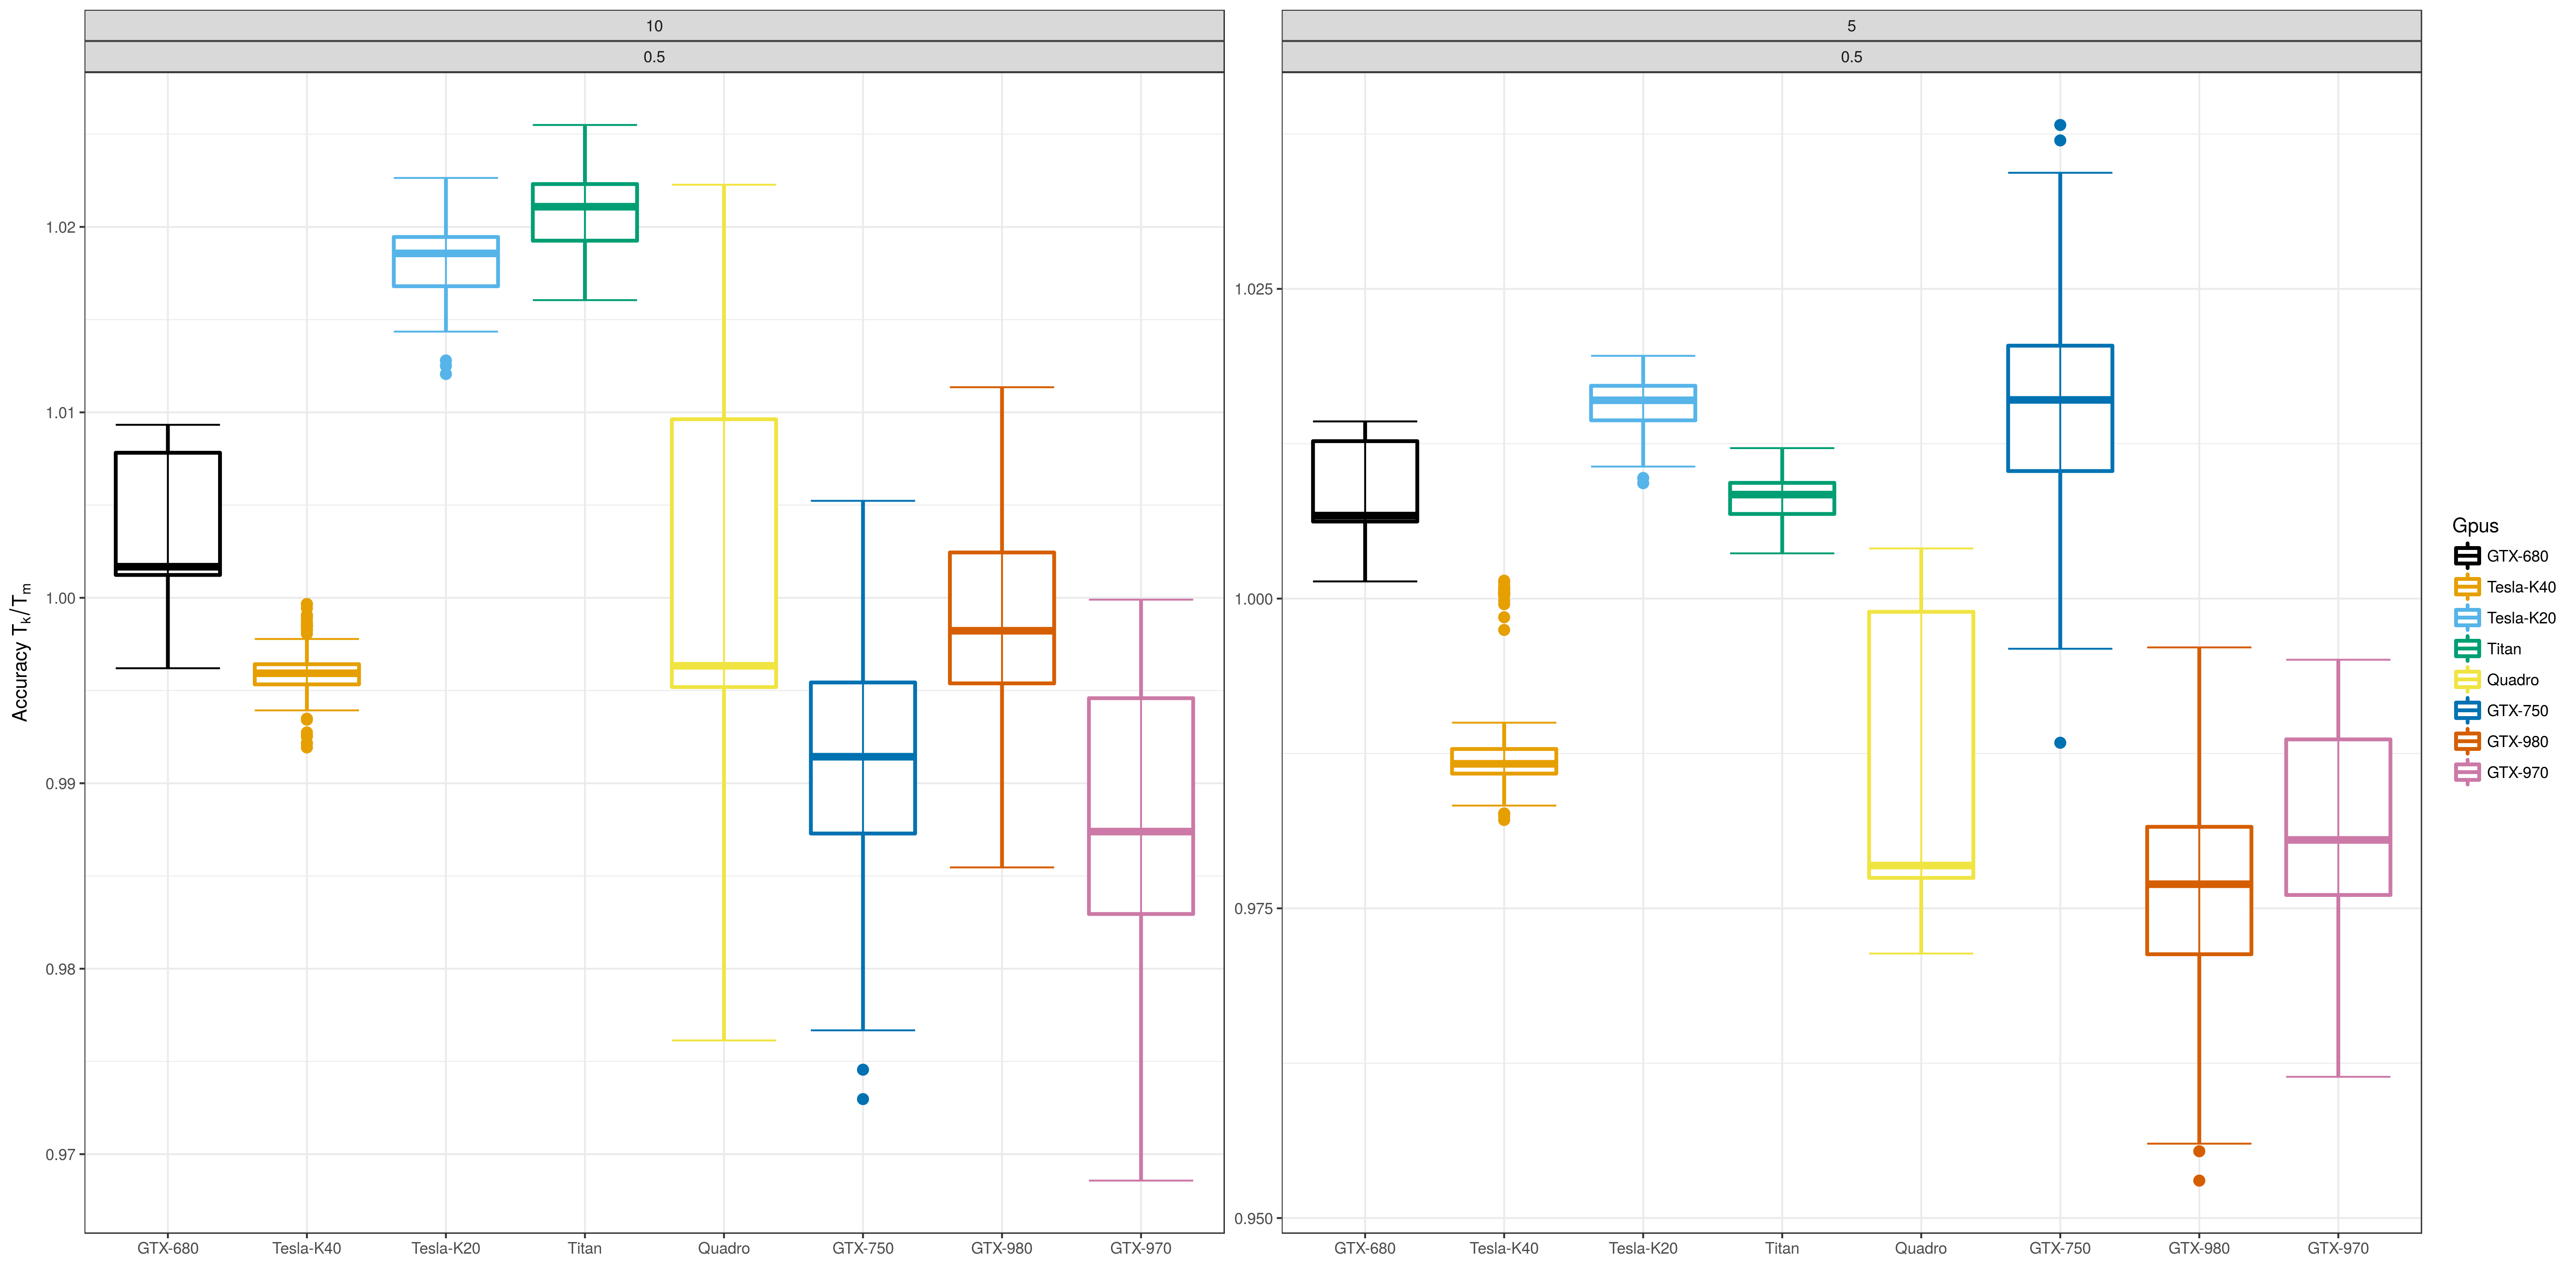 10
5
0.5
0.5
1.02
1.01
1.00
0.99
0.98
0.97
Accuracy Tk/Tm
GTX-680 Tesla-K40 Tesla-K20 Titan Quadro GTX-750 GTX-980 GTX-970
1.025
1.000
0.975
0.950
GTX-680 Tesla-K40 Tesla-K20 Titan Quadro GTX-750 GTX-980 GTX-970
Gpus
GTX-680
Tesla-K40
Tesla-K20
Titan
Quadro
GTX-750
GTX-980
GTX-970